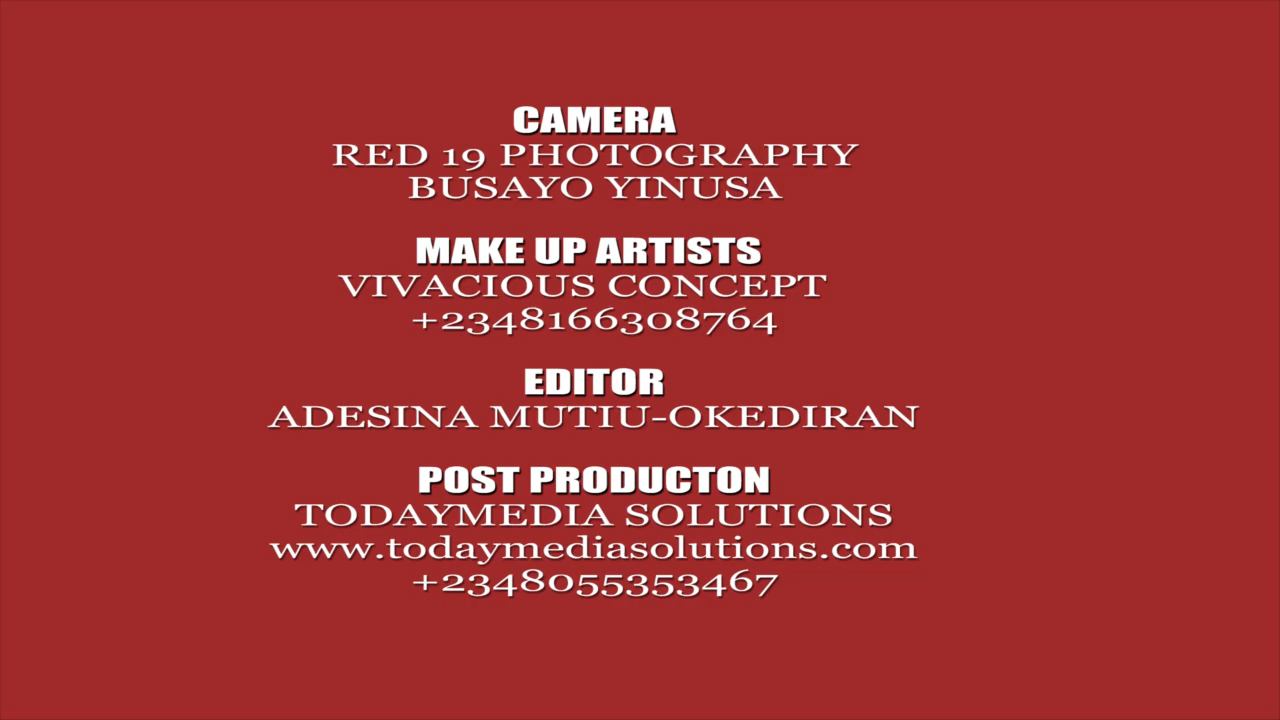 CAMERA
RED 19 PHOTOGRAPHY
BUSAYO YINUSA
MAKE UP ARTISTS
VIVACIOUS CONCEPT
+2348166308764
EDITOR
ADESINA MUTIU-OKEDIRAN
POST PRODUCTON
TODAYMEDIA SOLUTIONS
www.todaymediasolutions.com
+2348055353467